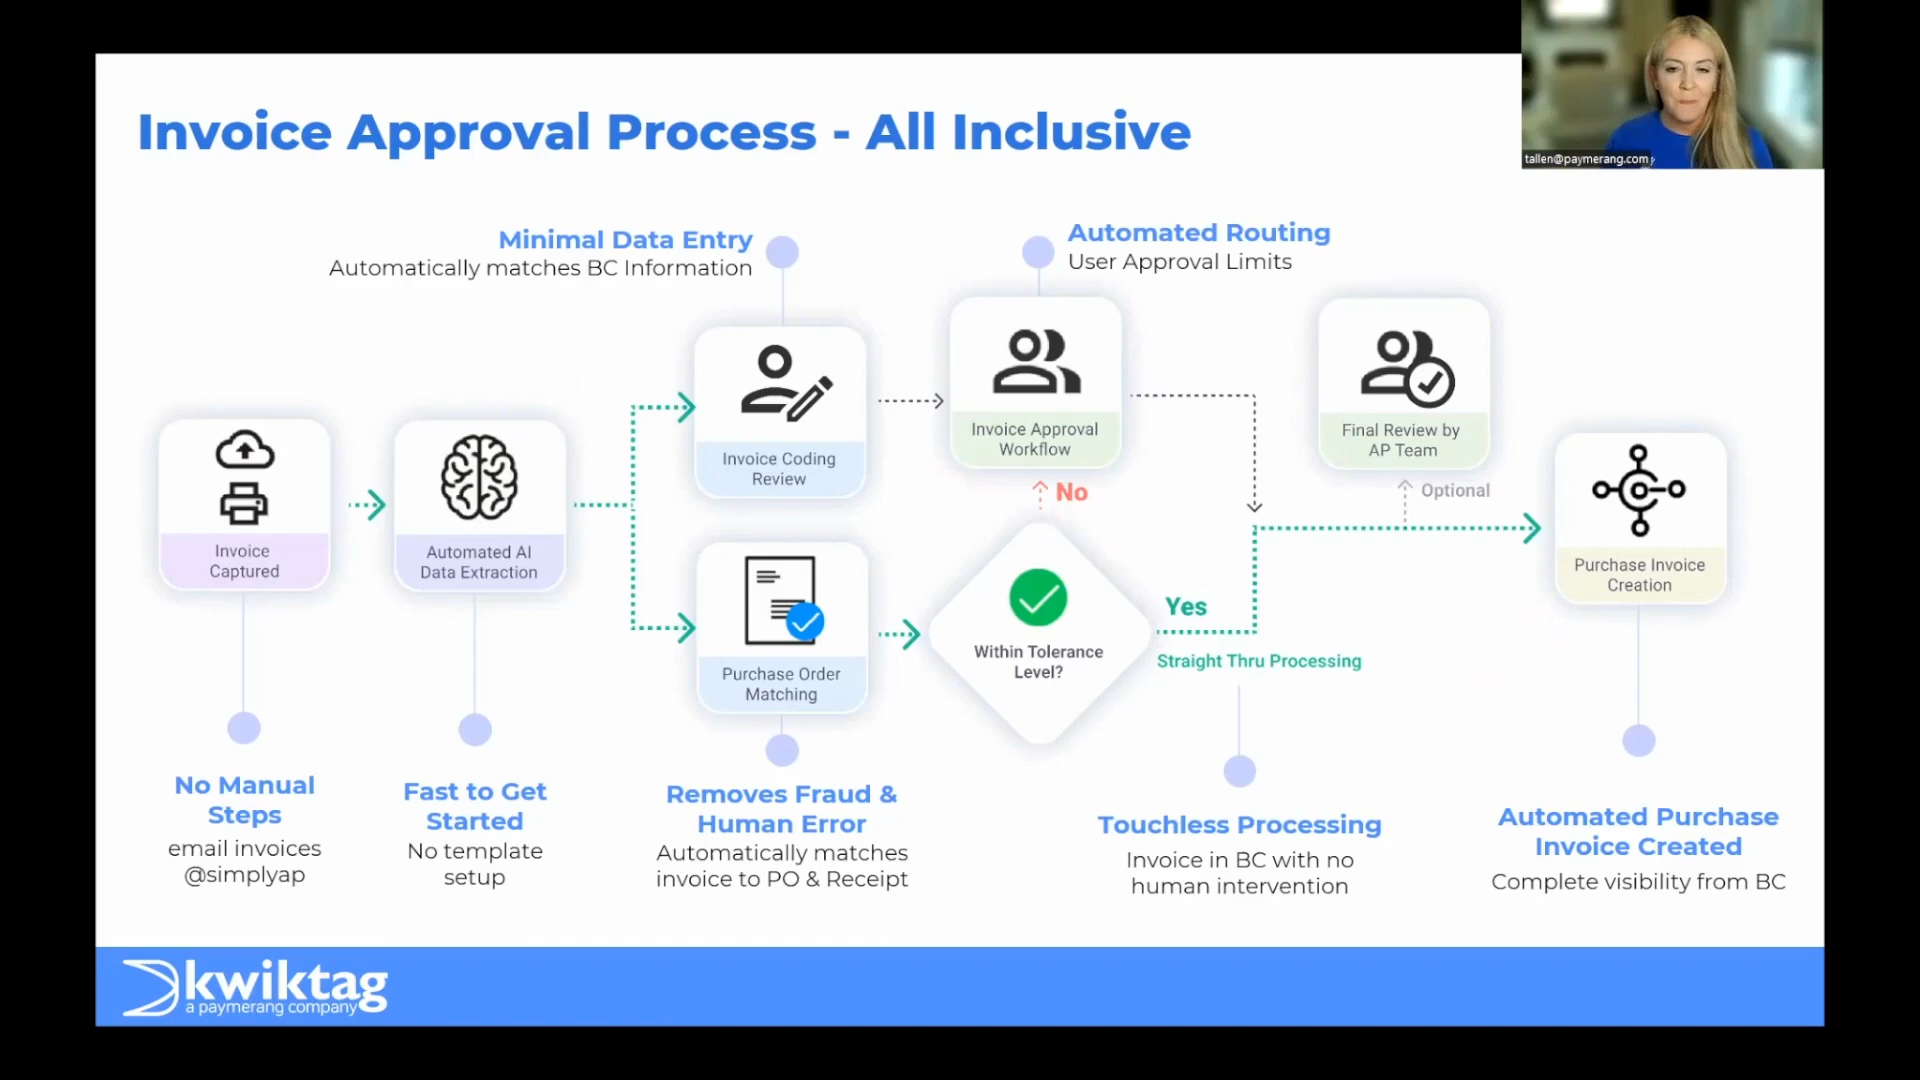 Invoice Approval Process - All Inclusive
tallen@paymerang.com
Minimal Data Entry
Automatically matches BC Information
Automated Routing
User Approval Limits
Invoice Coding
Review
Invoice Approval
Workflow
Final Review by
AP Team
No
Optional
Invoice
Captured
Automated AI
Data Extraction
Purchase Invoice
Creation
Purchase Order
Matching
Within Tolerance
Level?
Yes
Straight Thru Processing
No Manual
Steps
email invoices
@simplyap
Fast to Get
Started
No template
setup
Removes Fraud &
Human Error
Automatically matches
invoice to PO & Receipt
Touchless Processing
Invoice in BC with no
human intervention
Automated Purchase
Invoice Created
Complete visibility from BC
kwiktag
a paymerang company